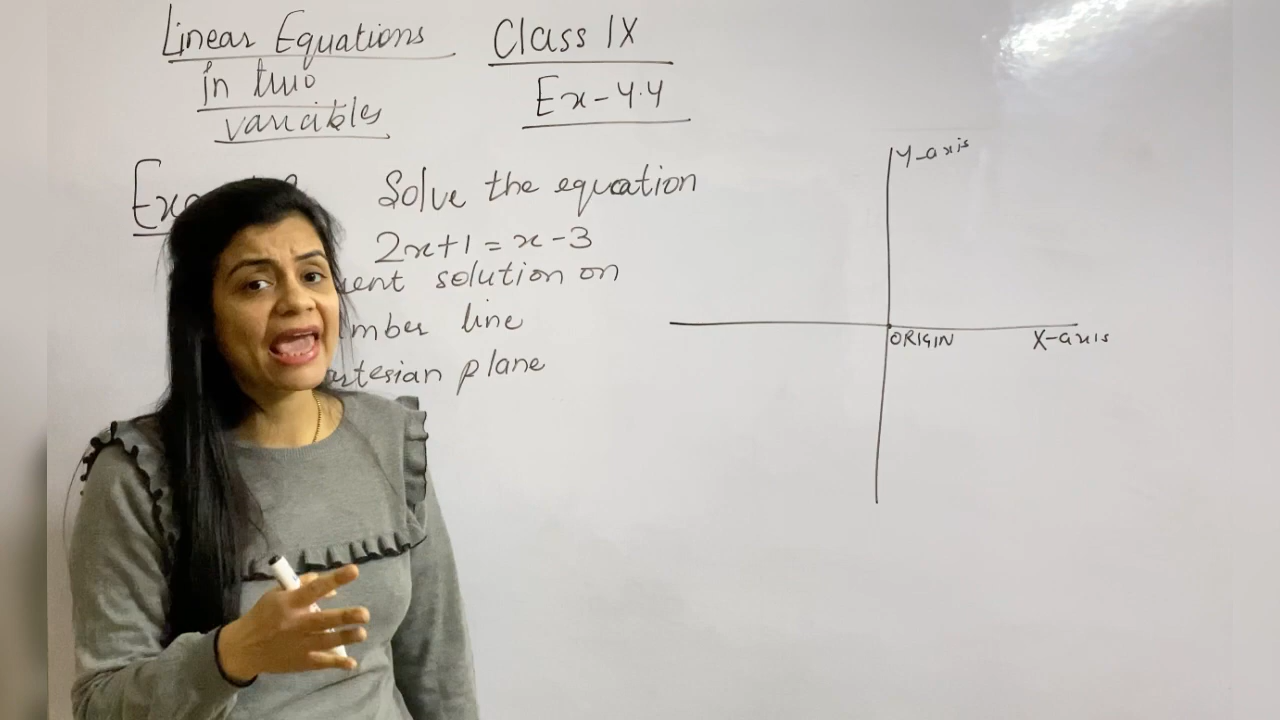 Linear Equations
in two
variables
Class IX
Ex-4.4
Solve the equation
2x+1=x-3
solution on
line
plane
Y-axis
ORIGIN
X-axis